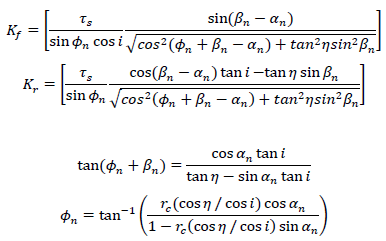 K_f = [ τ_s / (sin ϕ_n cos i) · sin(β_n − α_n) / √(cos²(ϕ_n + β_n − α_n) + tan²η sin²β_n) ]
K_r = [ τ_s / sin ϕ_n · (cos(β_n − α_n) tan i − tan η sin β_n) / √(cos²(ϕ_n + β_n − α_n) + tan²η sin²β_n) ]
tan(ϕ_n + β_n) = cos α_n tan i / (tan η − sin α_n tan i)
ϕ_n = tan⁻¹ ( r_c(cos η / cos i) cos α_n / (1 − r_c(cos η / cos i) sin α_n) )